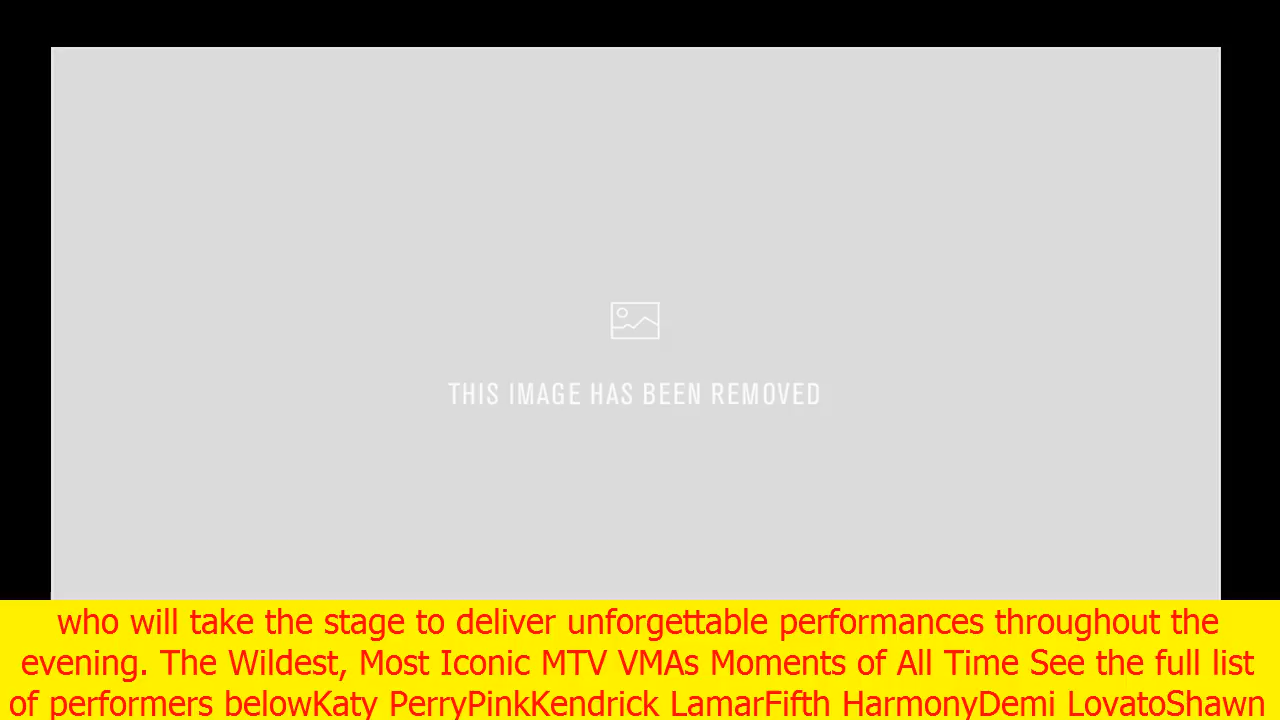 THIS IMAGE HAS BEEN REMOVED
who will take the stage to deliver unforgettable performances throughout the
evening. The Wildest, Most Iconic MTV VMAs Moments of All Time See the full list
of performers belowKaty PerryPinkKendrick LamarFifth HarmonyDemi LovatoShawn